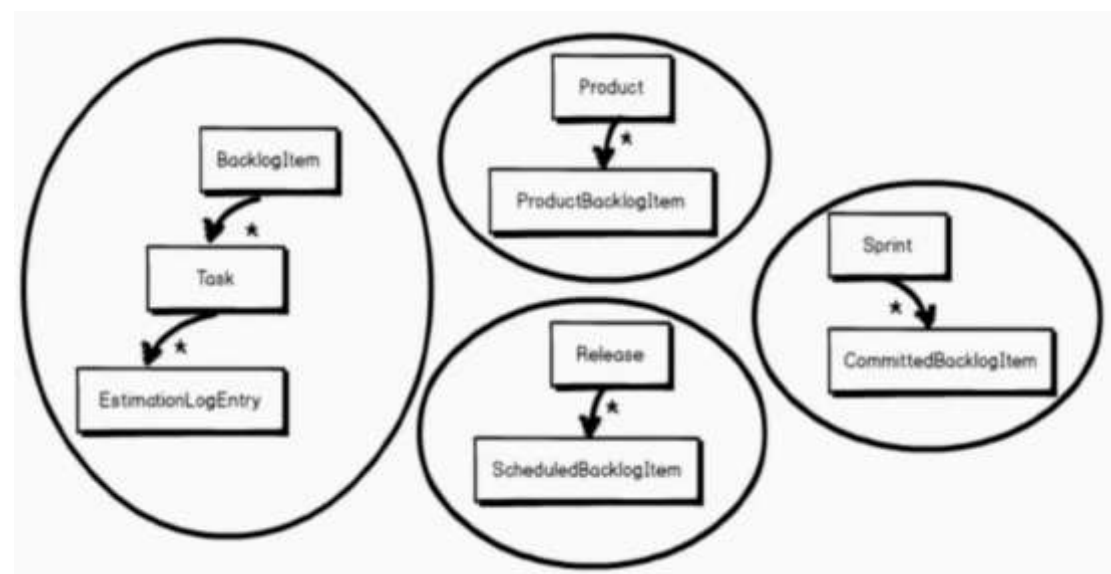 BacklogItem
*
Task
*
EstimationLogEntry
Product
*
ProductBacklogItem
Release
*
ScheduledBacklogItem
Sprint
*
CommittedBacklogItem